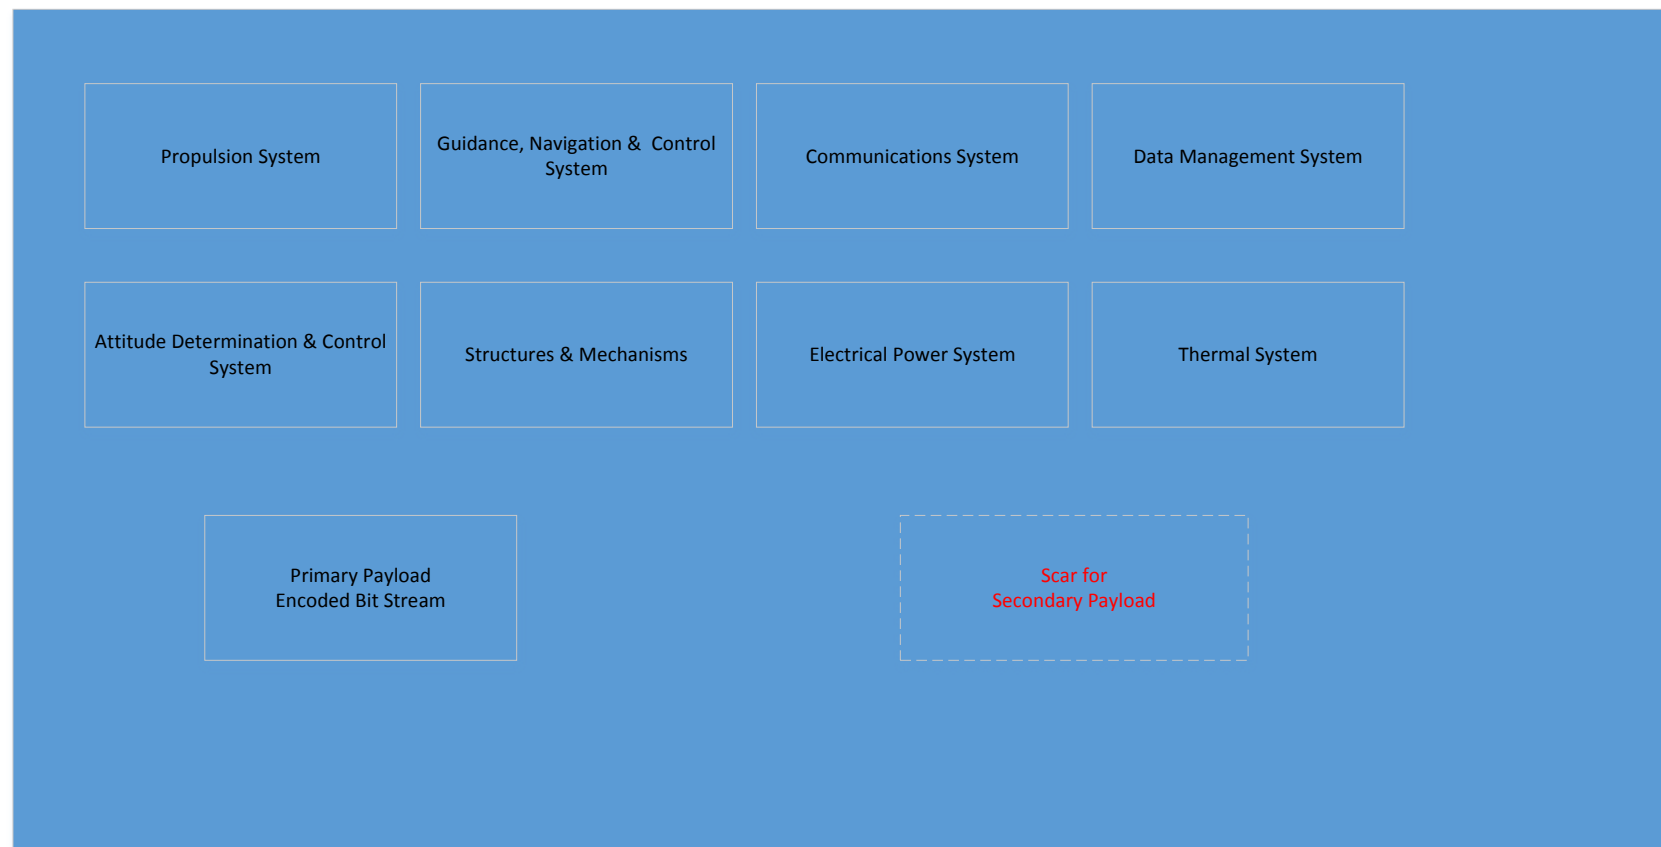 Propulsion System
Guidance, Navigation &  Control
System
Communications System
Data Management System
Attitude Determination & Control
System
Structures & Mechanisms
Electrical Power System
Thermal System
Primary Payload
Encoded Bit Stream
Scar for
Secondary Payload